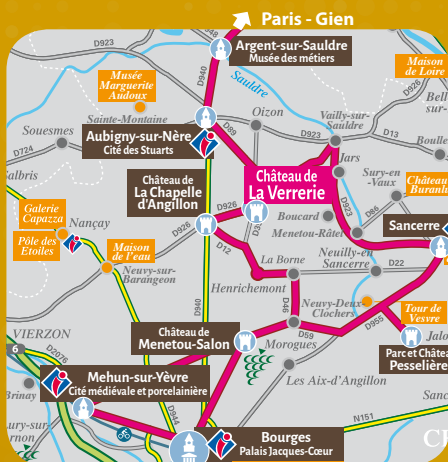 Paris - Gien
D923
D940
Argent-sur-Sauldre
Musée des métiers
Sauldre
Musée
Marguerite
Audoux
Maison
de Loire
D926
Sainte-Montaine
Oizon
Vailly-sur-
Sauldre
Souesmes
D724
Aubigny-sur-Nère
Cité des Stuarts
D89
D923
D13
Jars
Château de
La Verrerie
Sury-en
-Vaux
Château de
La Chapelle
d'Angillon
D926
D923
D86
Boucard
Menetou-Râtel
Sancerre
Galerie
Capazza
Nançay
Pôle des
Etoiles
D926
D12
Maison
de l'eau
Neuvy-sur-
Barangeon
La Borne
Neuilly-en
Sancerre
D22
Henrichemont
D940
D46
Neuvy-Deux-
Clochers
D955
Tour de
Vesvre
VIERZON
6
D2076
Château de
Menetou-Salon
D59
Morogues
Parc et Châte
Pesselière
Mehun-sur-Yèvre
Cité médiévale et porcelainière
Les Aix-d'Angillon
D944
N151
Bourges
Palais Jacques-Cœur